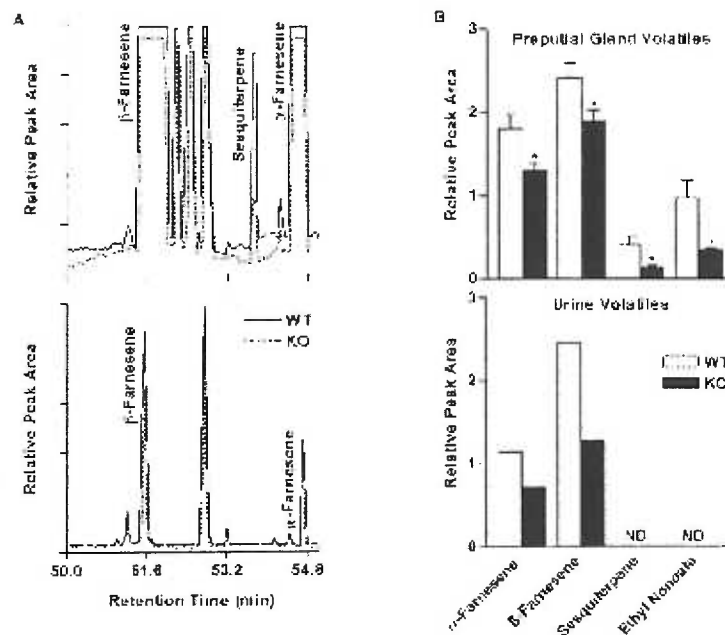 A
β-Farnesene
Sesquiterpene
α-Farnesene
Relative Peak Area
WT
KO
β-Farnesene
α-Farnesene
Relative Peak Area
50.0 51.6 53.2 54.8
Retention Time (min)
Preputial Gland Volatiles
3
2
1
0
Relative Peak Area
* * * *
Urine Volatiles
WT
KO
2
1
0
Relative Peak Area
ND ND
α-Farnesene
β Farnesene
Sesquiterpene
Ethyl Nonoate